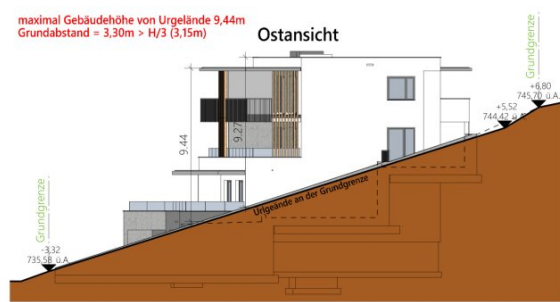 maximal Gebäudehöhe von Urgelände 9,44m
Grundabstand = 3,30m > H/3 (3,15m)
Ostansicht
Grundgrenze
+6,80
745,70 ü.A.
+5,52
744,42 ü.A.
9.44
9.27
Urgelände an der Grundgrenze
Grundgrenze
-3,32
735,58 ü.A.